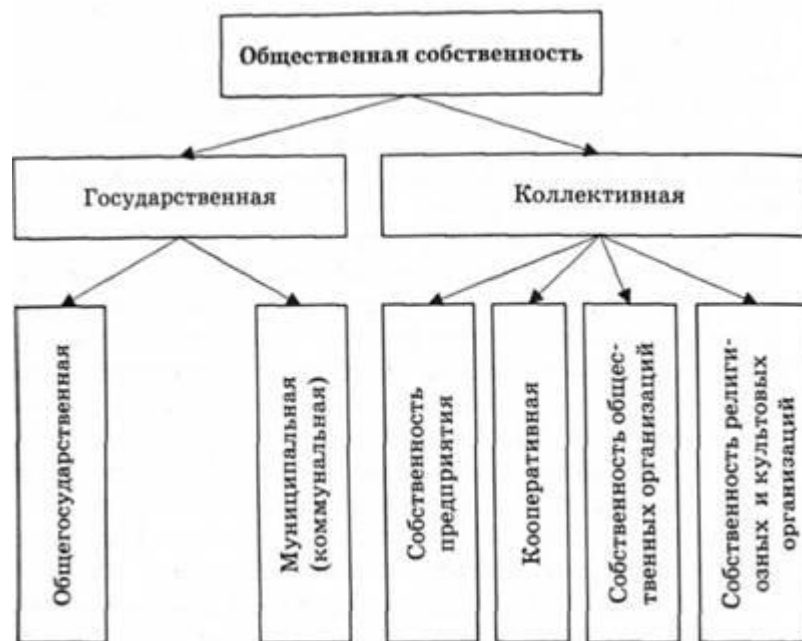 Общественная собственность
Государственная
Коллективная
Общегосударственная
Муниципальная
(коммунальная)
Собственность
предприятия
Кооперативная
Собственность общес-
твенных организаций
Собственность религи-
озных и культовых
организаций